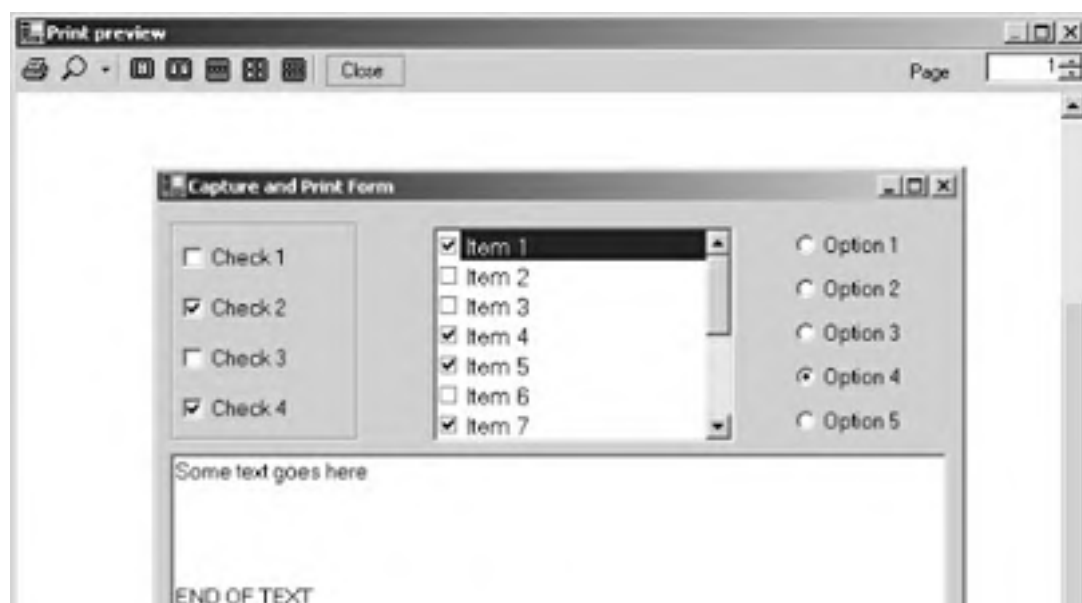 Print preview
Close
Page
1
Capture and Print Form
Check 1
Check 2
Check 3
Check 4
Item 1
Item 2
Item 3
Item 4
Item 5
Item 6
Item 7
Option 1
Option 2
Option 3
Option 4
Option 5
Some text goes here
END OF TEXT